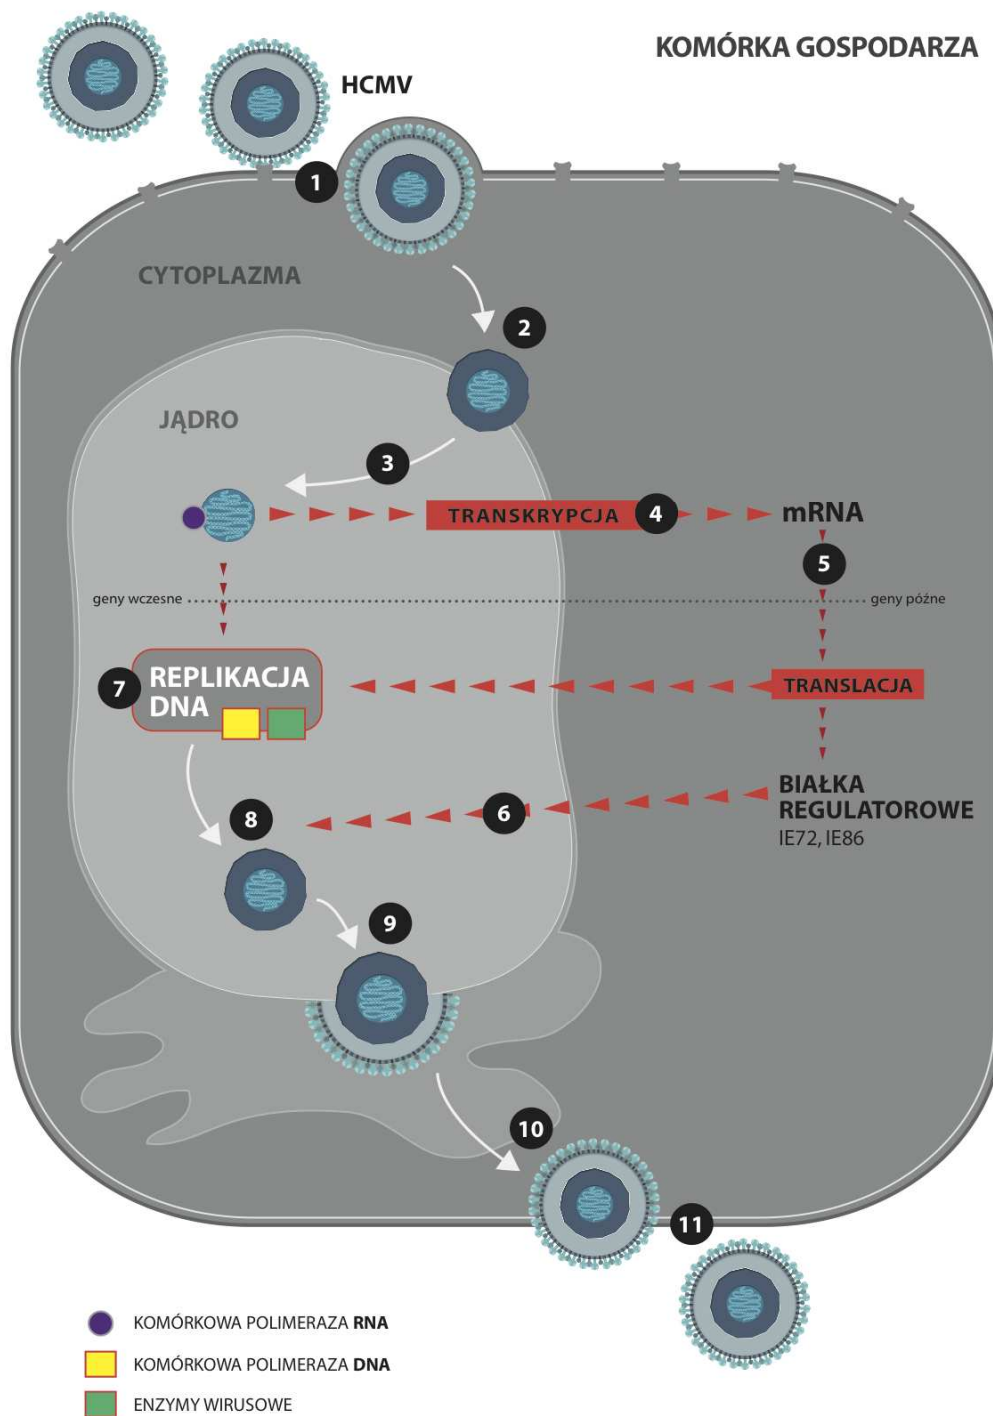 KOMÓRKA GOSPODARZA
HCMV
1
CYTOPLAZMA
2
JĄDRO
3
TRANSKRYPCJA
4
mRNA
5
geny wczesne
geny późne
7
REPLIKACJA
DNA
TRANSLACJA
BIAŁKA
REGULATOROWE
IE72, IE86
6
8
9
10
11
KOMÓRKOWA POLIMERAZA RNA
KOMÓRKOWA POLIMERAZA DNA
ENZYMY WIRUSOWE